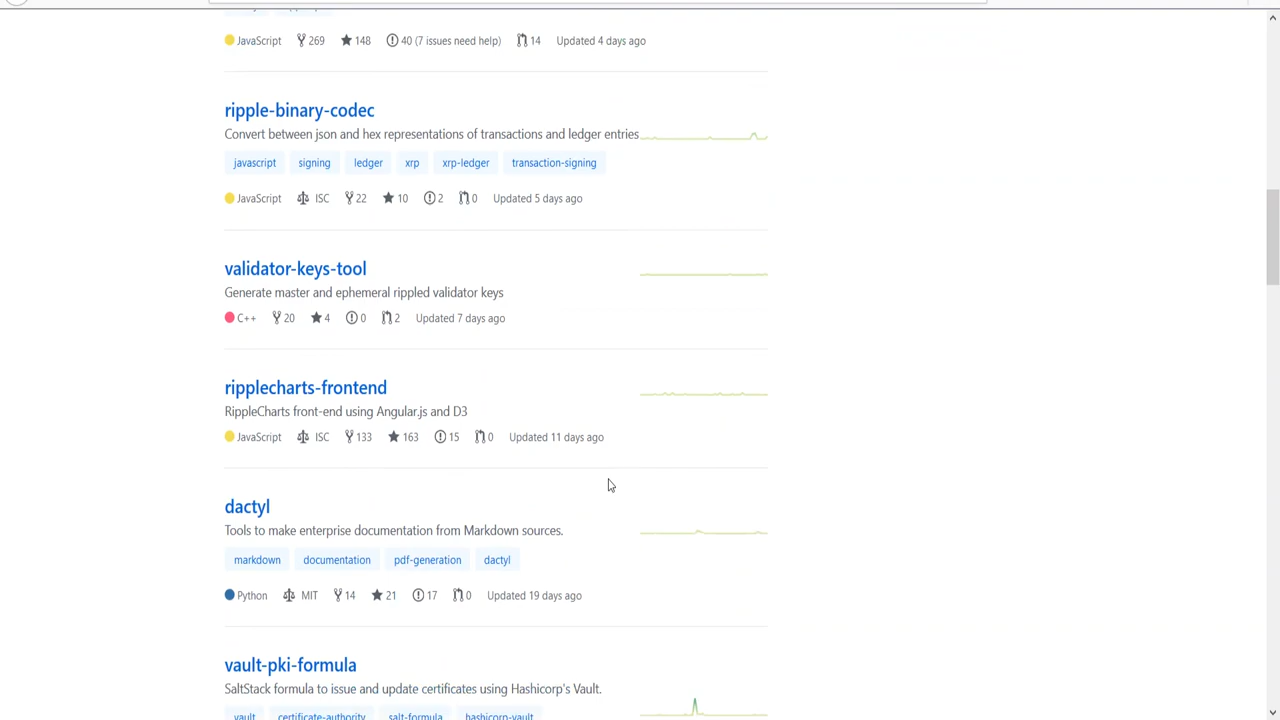 JavaScript 269 148 40 (7 issues need help) 14 Updated 4 days ago
ripple-binary-codec
Convert between json and hex representations of transactions and ledger entries
javascript signing ledger xrp xrp-ledger transaction-signing
JavaScript ISC 22 10 2 0 Updated 5 days ago
validator-keys-tool
Generate master and ephemeral rippled validator keys
C++ 20 4 0 2 Updated 7 days ago
ripplecharts-frontend
RippleCharts front-end using Angular.js and D3
JavaScript ISC 133 163 15 0 Updated 11 days ago
dactyl
Tools to make enterprise documentation from Markdown sources.
markdown documentation pdf-generation dactyl
Python MIT 14 21 17 0 Updated 19 days ago
vault-pki-formula
SaltStack formula to issue and update certificates using Hashicorp's Vault.
vault certificate-authority salt-formula hashicorp-vault